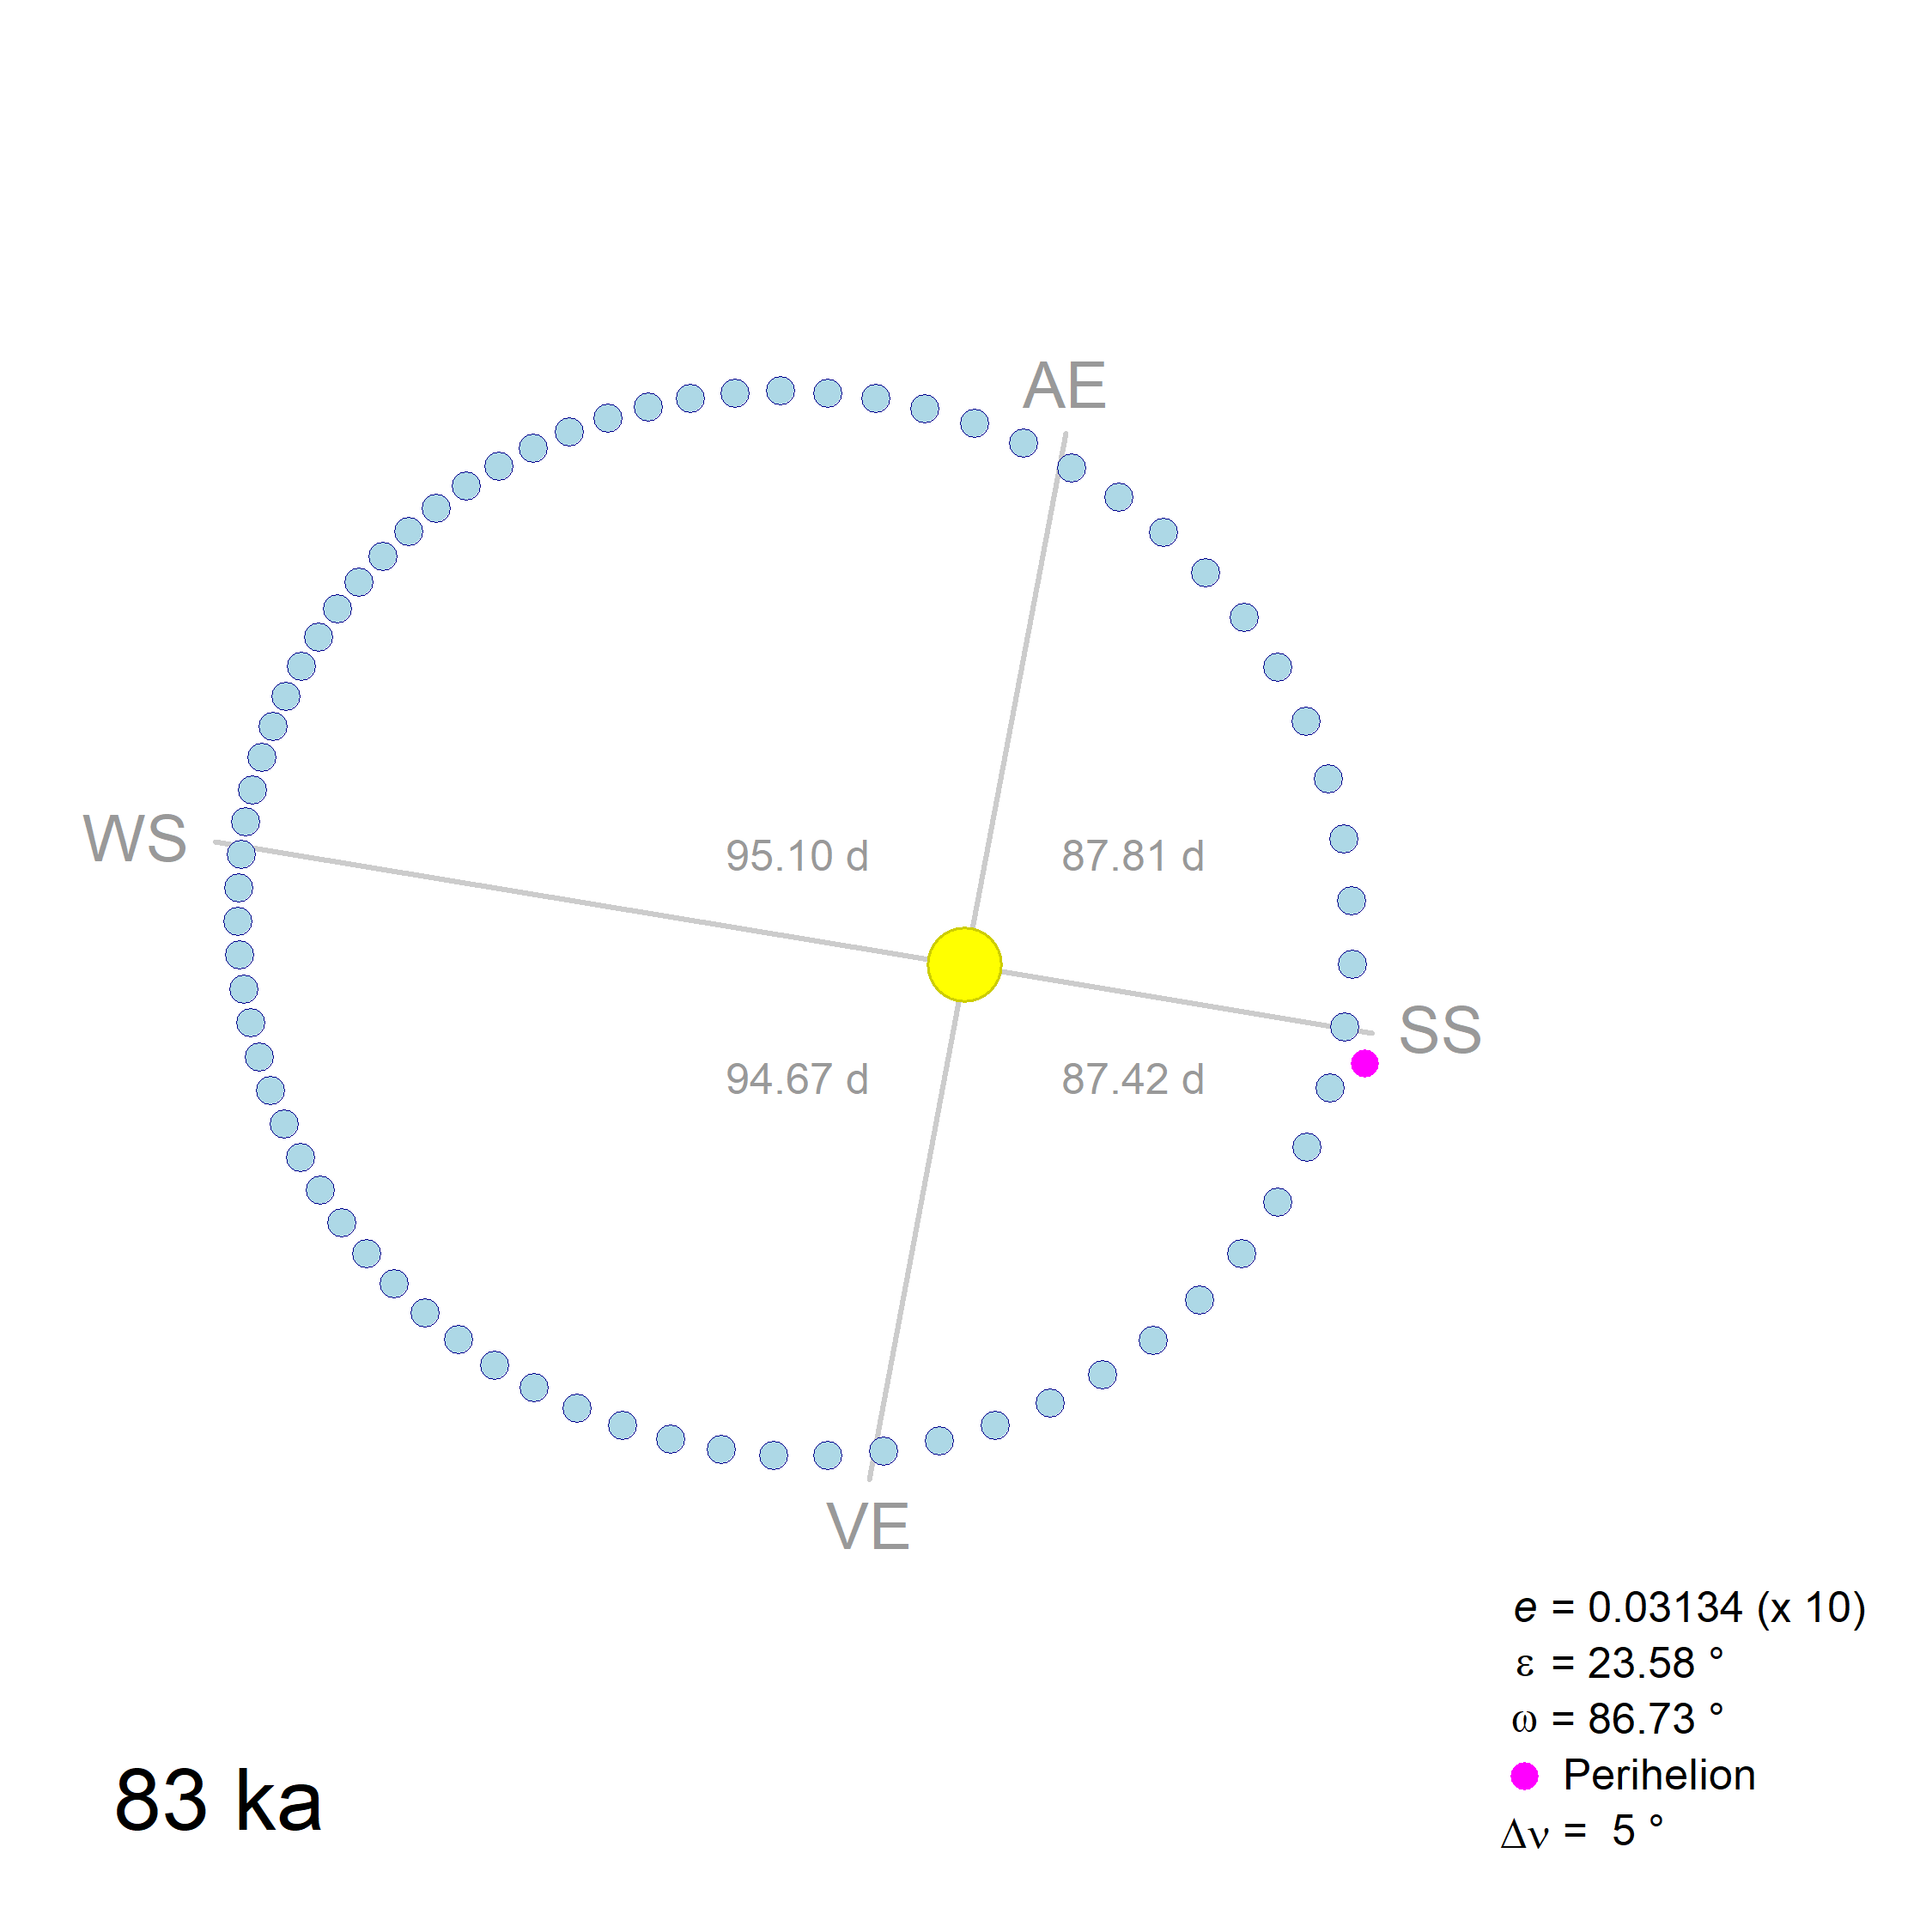 AE
WS
95.10 d
87.81 d
SS
94.67 d
87.42 d
VE
e = 0.03134 (x 10)
ε = 23.58 °
ω = 86.73 °
Perihelion
Δν = 5 °
83 ka